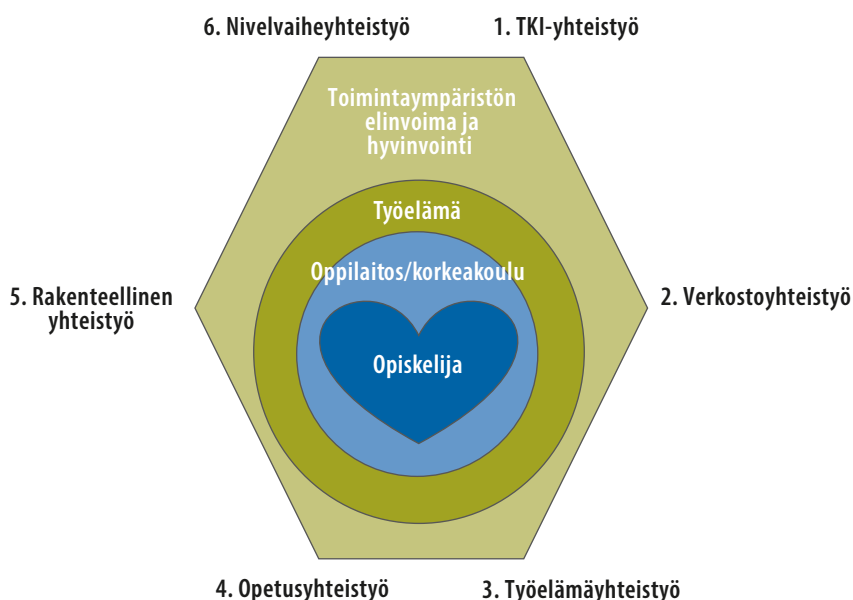 6. Nivelvaiheyhteistyö
1. TKI-yhteistyö
Toimintaympäristön
elinvoima ja
hyvinvointi
Työelämä
Oppilaitos/korkeakoulu
Opiskelija
5. Rakenteellinen
yhteistyö
2. Verkostoyhteistyö
4. Opetusyhteistyö
3. Työelämäyhteistyö